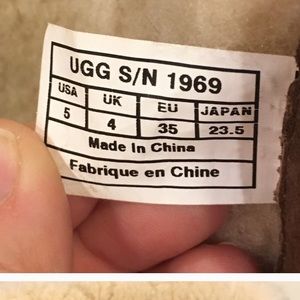 UGG S/N 1969
USA UK EU JAPAN
5 4 35 23.5
Made In China
Fabrique en Chine